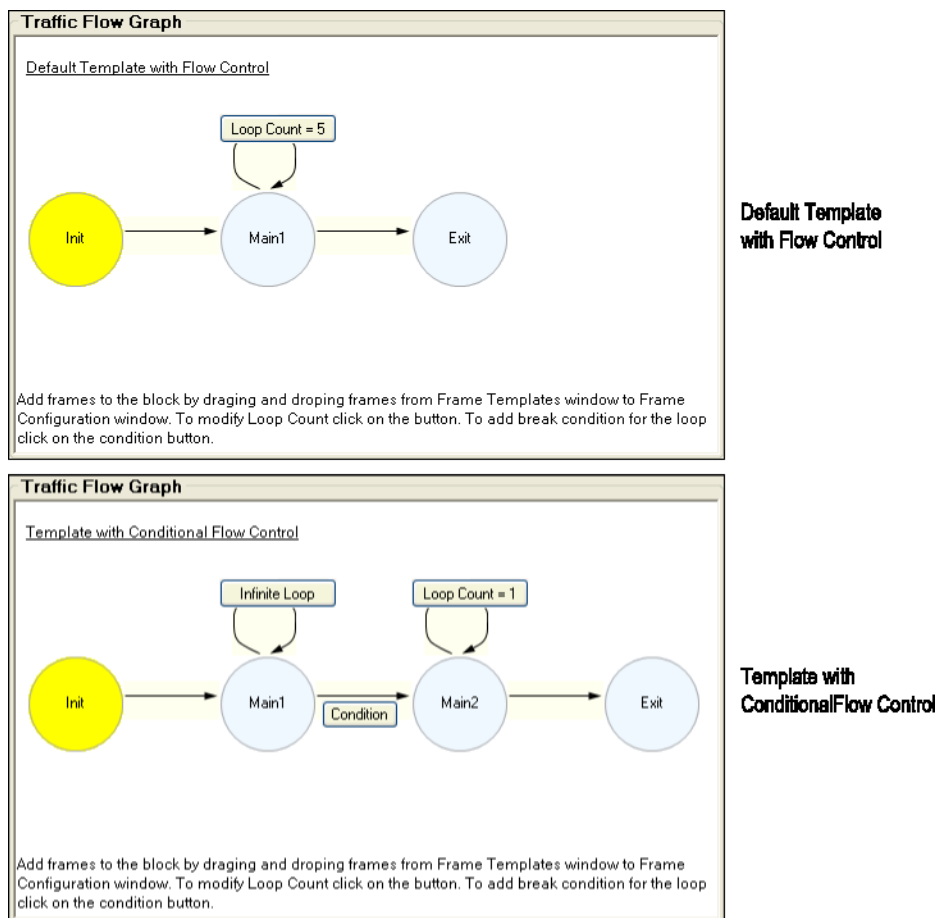 Traffic Flow Graph
Default Template with Flow Control
Loop Count = 5
Init
Main1
Exit
Add frames to the block by draging and droping frames from Frame Templates window to Frame
Configuration window. To modify Loop Count click on the button. To add break condition for the loop
click on the condition button.
Default Template
with Flow Control
Traffic Flow Graph
Template with Conditional Flow Control
Infinite Loop
Loop Count = 1
Init
Main1
Condition
Main2
Exit
Add frames to the block by draging and droping frames from Frame Templates window to Frame
Configuration window. To modify Loop Count click on the button. To add break condition for the loop
click on the condition button.
Template with
ConditionalFlow Control